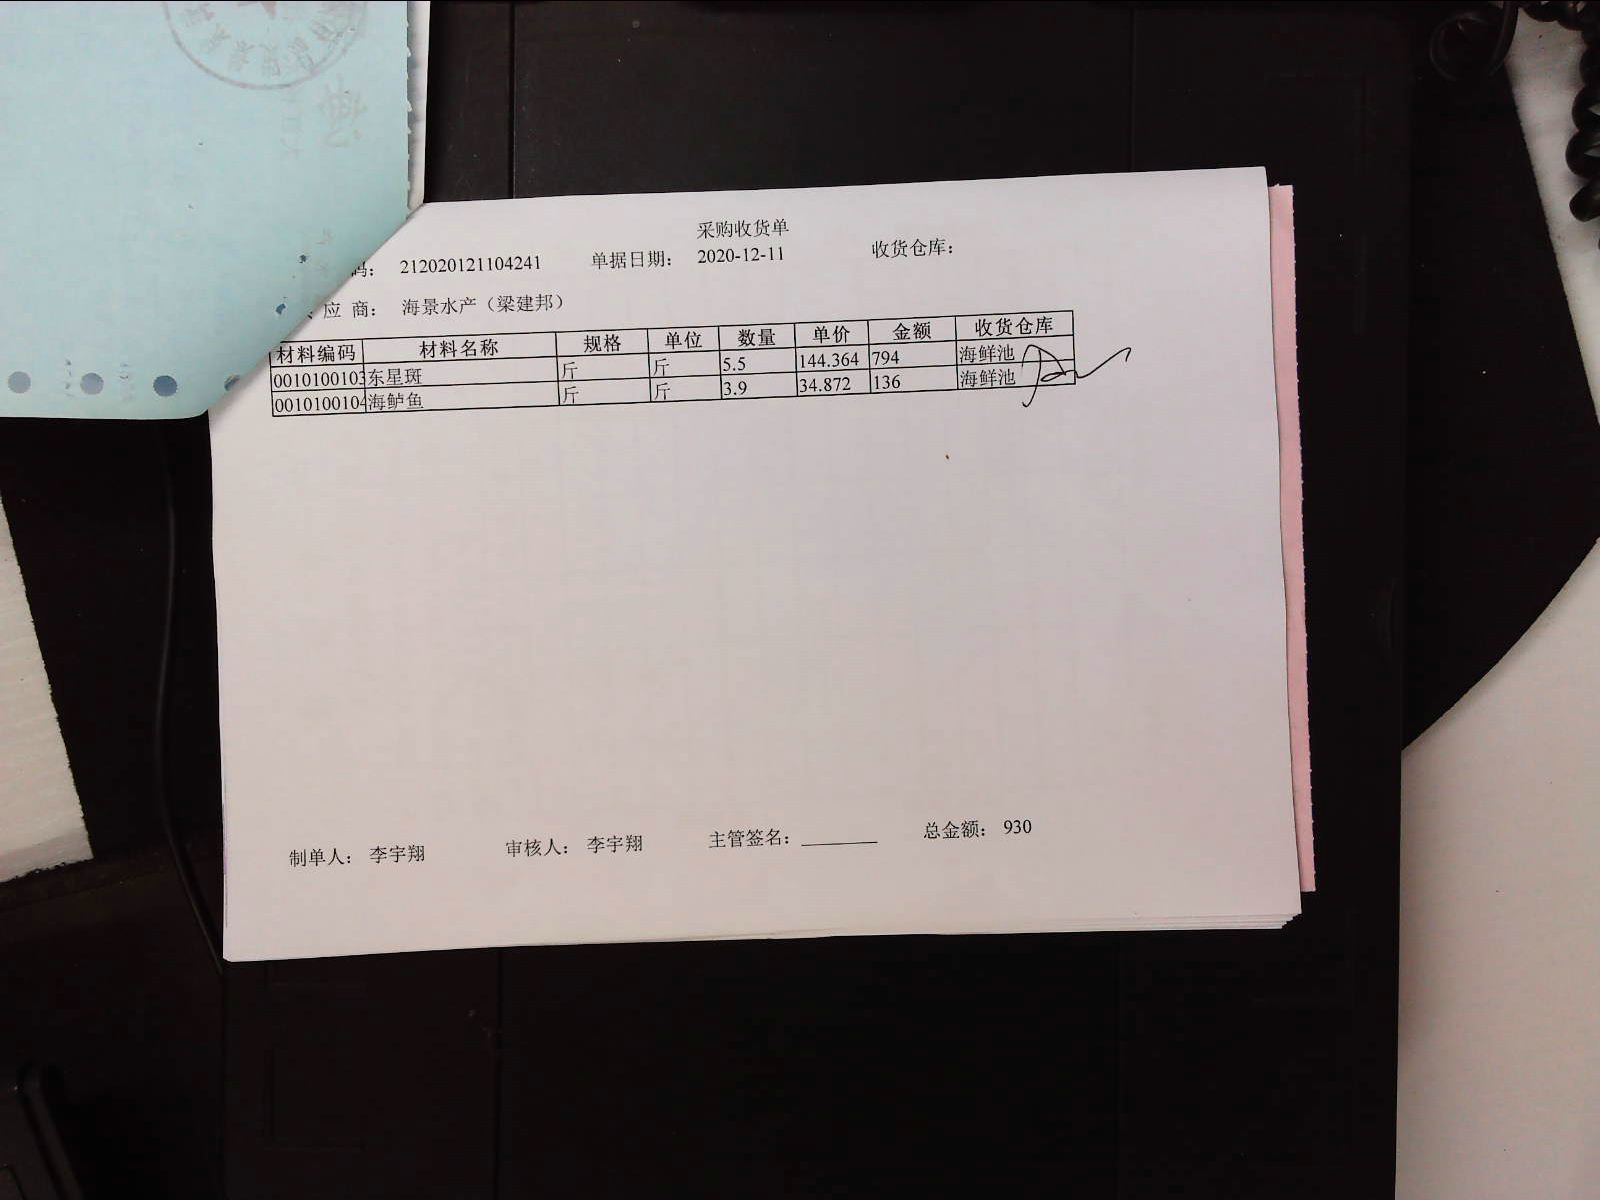 采购收货单
码： 212020121104241 单据日期： 2020-12-11 收货仓库：
应 商： 海景水产（梁建邦）
材料编码 材料名称 规格 单位 数量 单价 金额 收货仓库
0010100103 东星斑 斤 斤 5.5 144.364 794 海鲜池
0010100104 海鲈鱼 斤 斤 3.9 34.872 136 海鲜池
制单人： 李宇翔 审核人： 李宇翔 主管签名： 总金额： 930